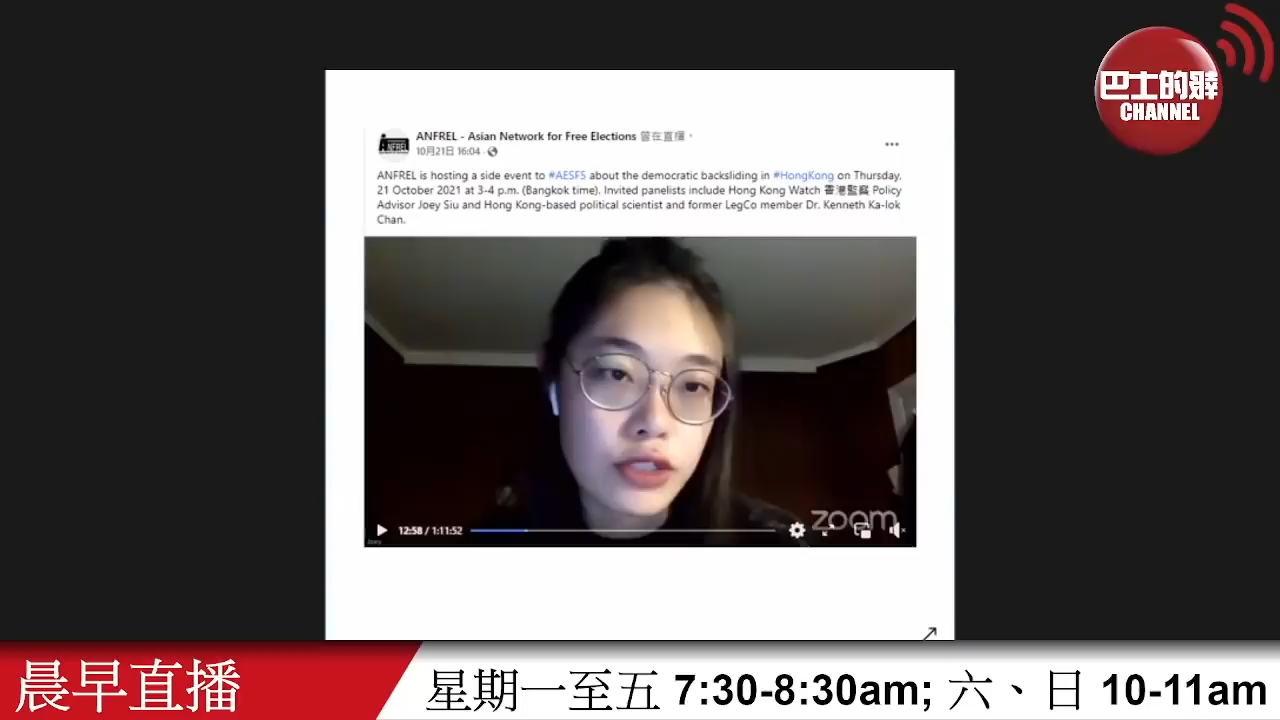 巴士的報
CHANNEL
ANFREL - Asian Network for Free Elections 曾在直播。
10月21日 16:04 ·
ANFREL is hosting a side event to #AESF5 about the democratic backsliding in #HongKong on Thursday,
21 October 2021 at 3-4 p.m. (Bangkok time). Invited panelists include Hong Kong Watch 香港監察 Policy
Advisor Joey Siu and Hong Kong-based political scientist and former LegCo member Dr. Kenneth Ka-lok
Chan.
zoom
12:58 / 1:11:52
晨早直播
星期一至五 7:30-8:30am; 六、日 10-11am